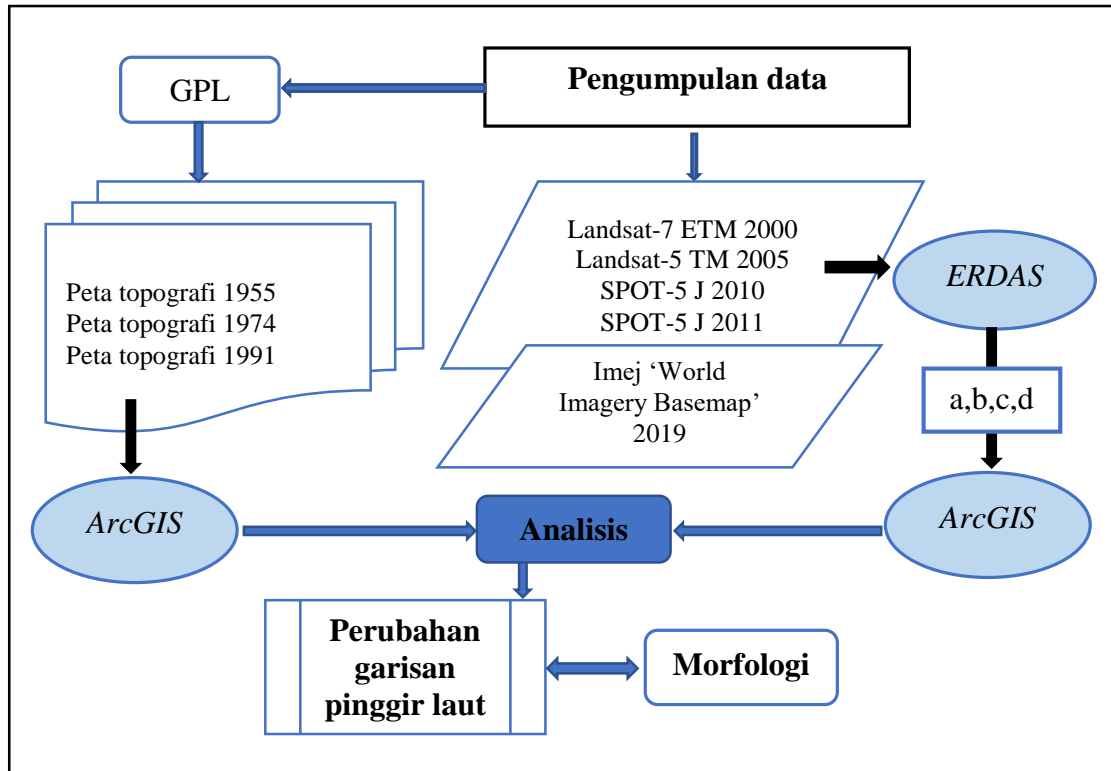 Pengumpulan data
GPL
Peta topografi 1955
Peta topografi 1974
Peta topografi 1991
Landsat-7 ETM 2000
Landsat-5 TM 2005
SPOT-5 J 2010
SPOT-5 J 2011
Imej ‘World
Imagery Basemap’
2019
ERDAS
a,b,c,d
ArcGIS
Analisis
ArcGIS
Perubahan
garisan
pinggir laut
Morfologi